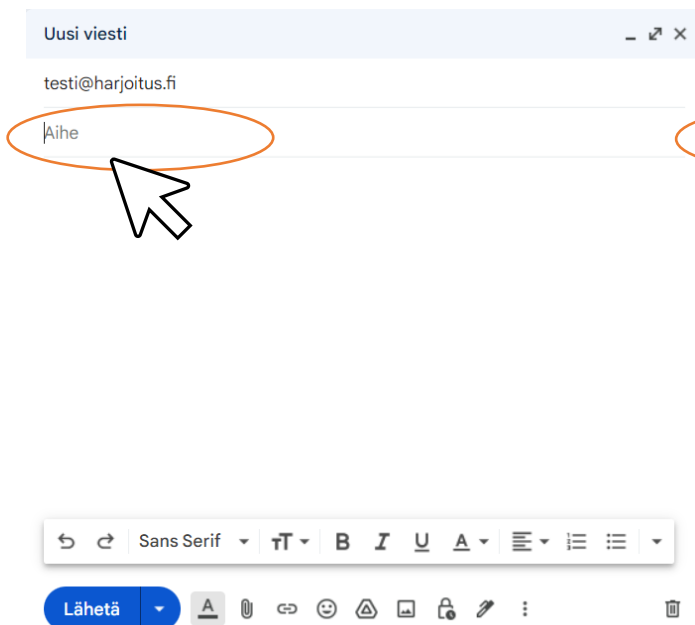 Uusi viesti
testi@harjoitus.fi
Aihe
Sans Serif
Lähetä